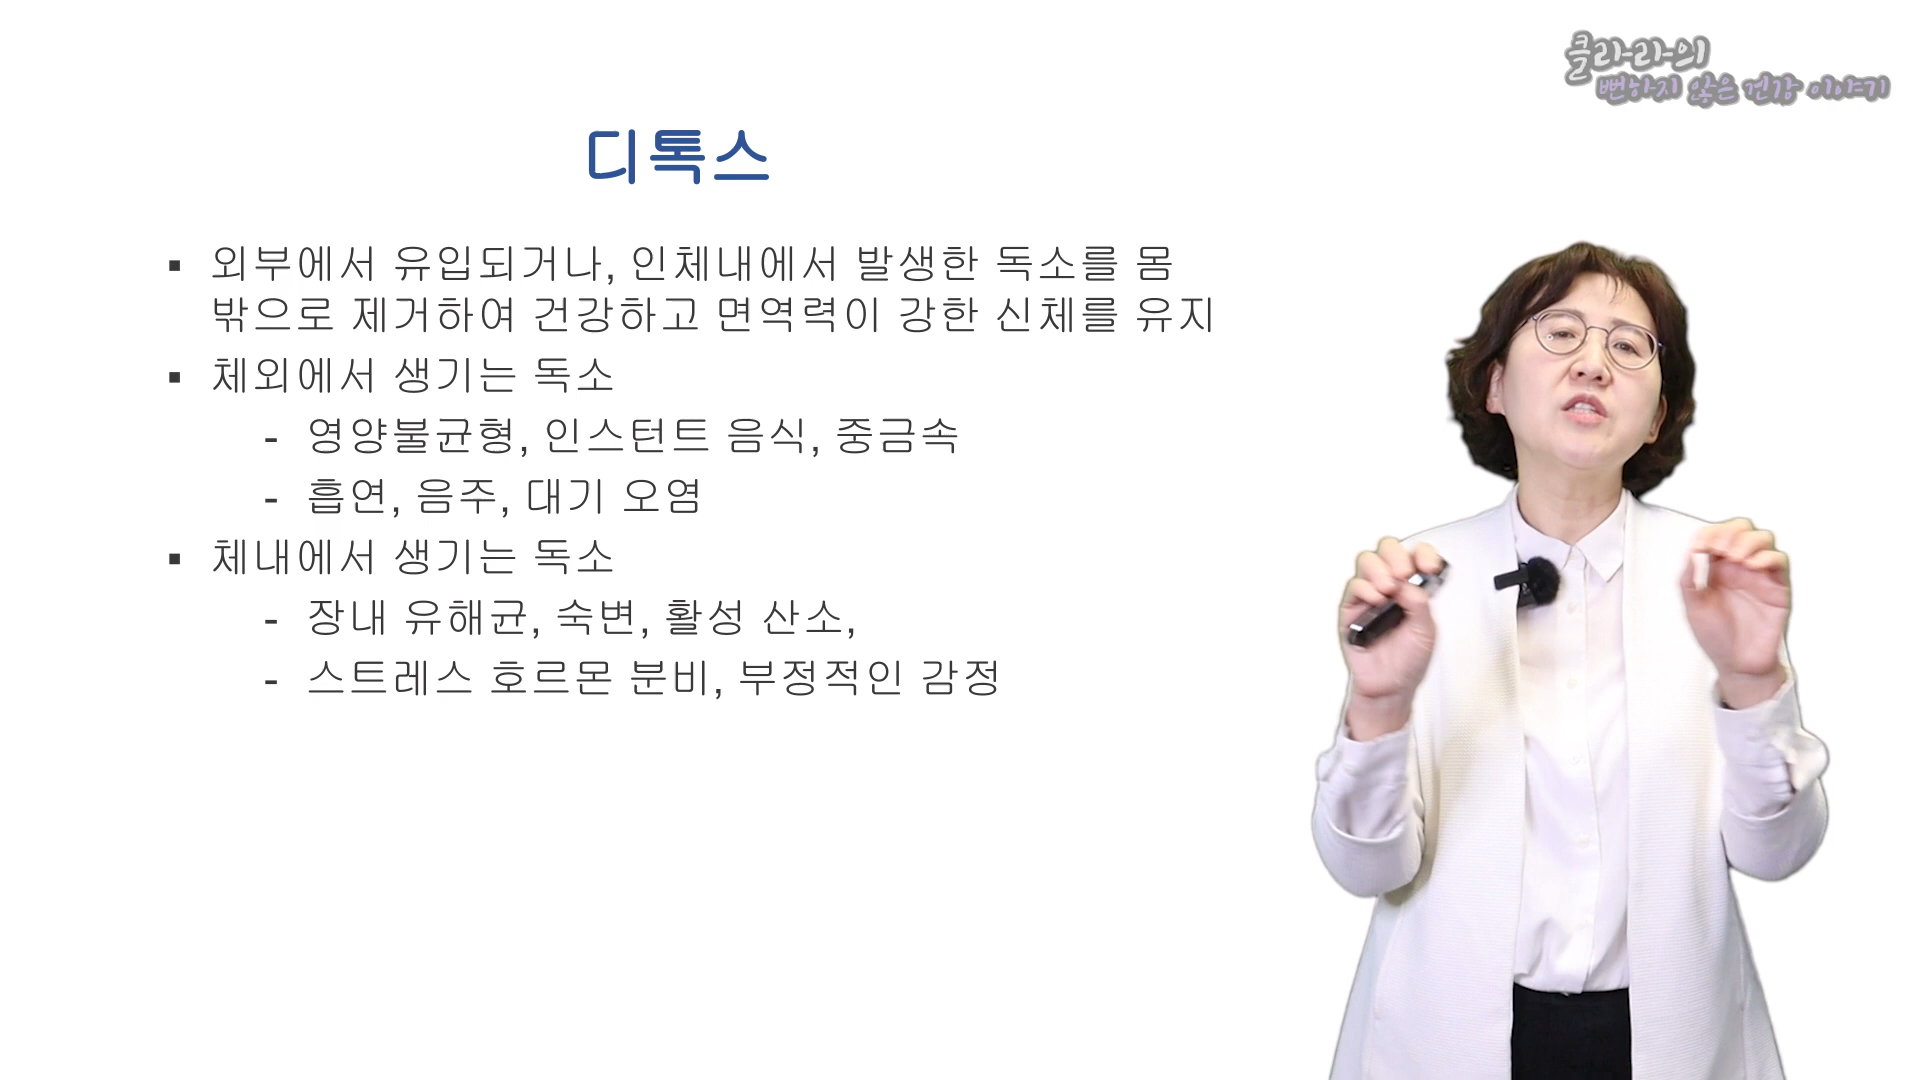 클라라의
뻔하지 않은 건강 이야기
디톡스
▪ 외부에서 유입되거나, 인체내에서 발생한 독소를 몸
밖으로 제거하여 건강하고 면역력이 강한 신체를 유지
▪ 체외에서 생기는 독소
- 영양불균형, 인스턴트 음식, 중금속
- 흡연, 음주, 대기 오염
▪ 체내에서 생기는 독소
- 장내 유해균, 숙변, 활성 산소,
- 스트레스 호르몬 분비, 부정적인 감정